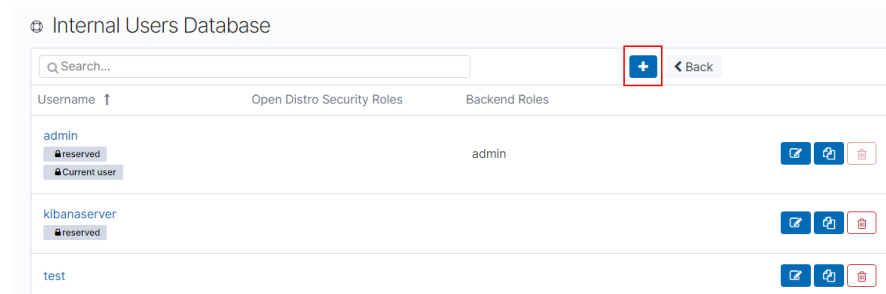 Internal Users Database
Search...
+
Back
Username ↑ Open Distro Security Roles Backend Roles
admin
reserved
Current user
admin
kibanaserver
reserved
test